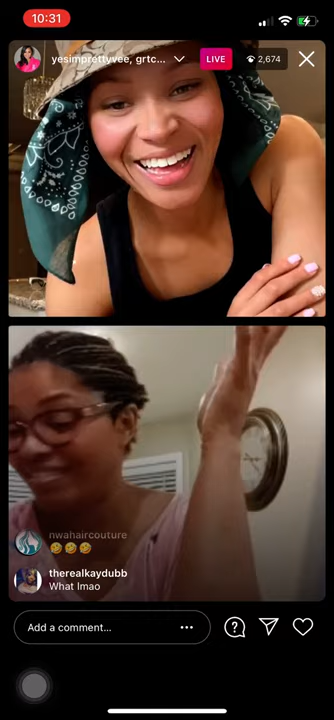 10:31
yesimprettyvee, grtc...
LIVE
2,674
nwahaircouture
🤣🤣🤣
therealkaydubb
What lmao
Add a comment...